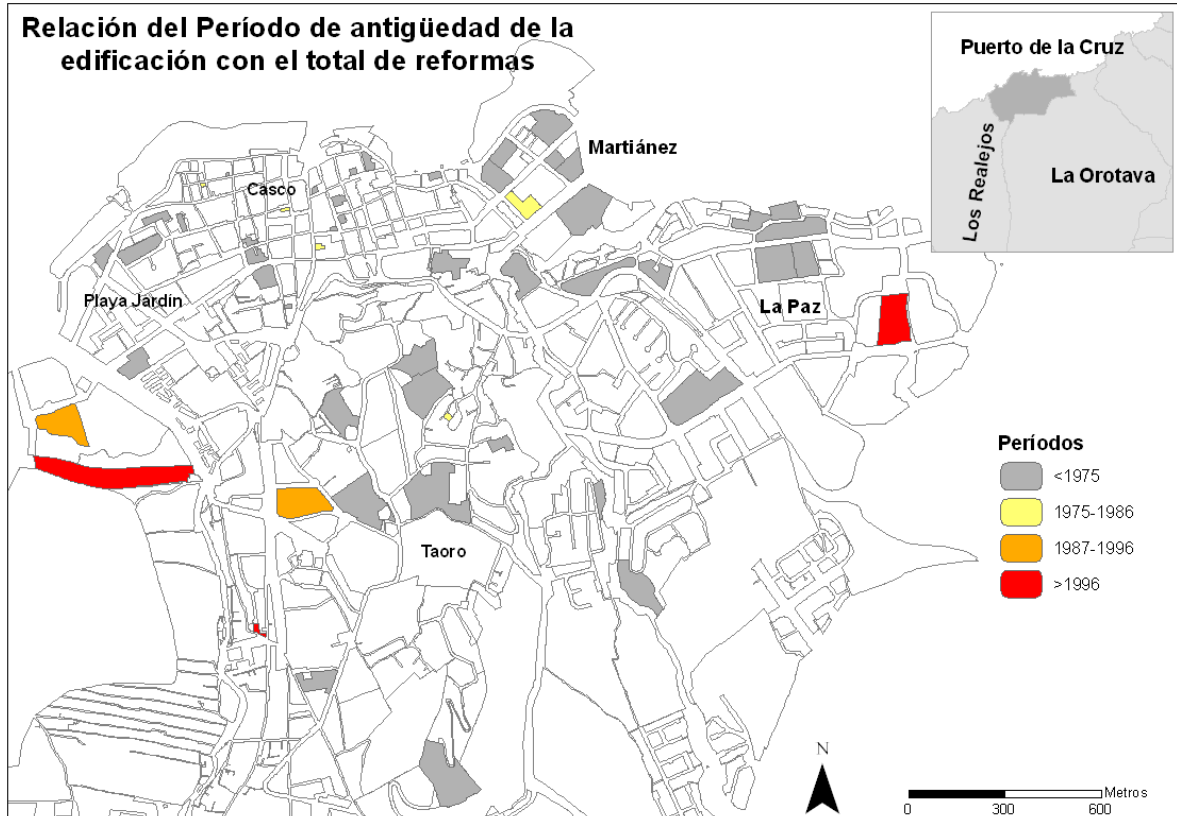 Relación del Período de antigüedad de la
edificación con el total de reformas
Puerto de la Cruz
Los Realejos
La Orotava
Martiánez
Casco
Playa Jardín
La Paz
Taoro
Períodos
<1975
1975-1986
1987-1996
>1996
N
Metros
0 300 600